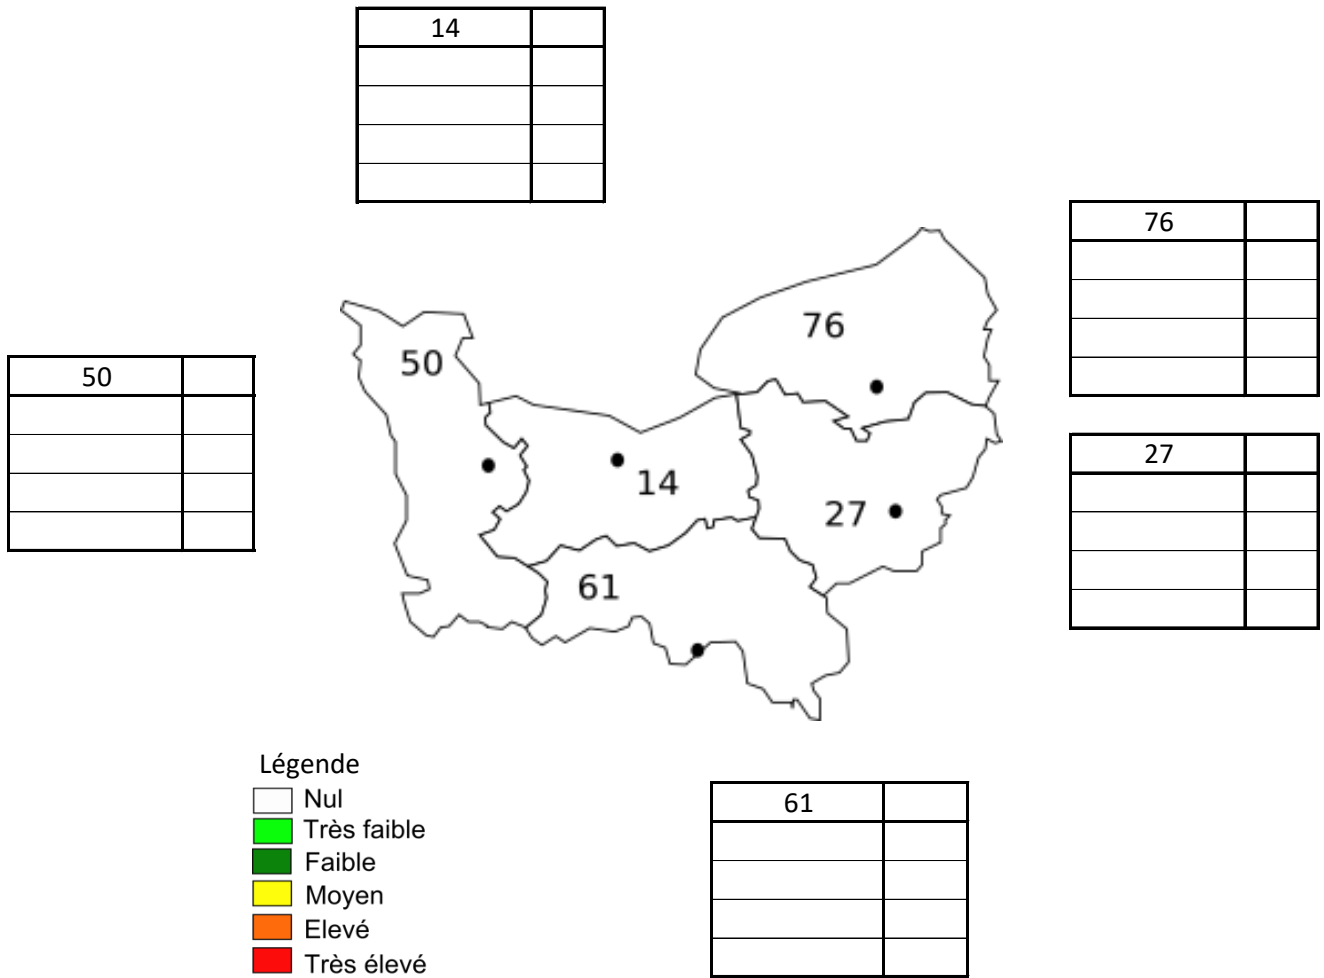 14
76
76
50
50
27
14
27
61
Légende
Nul
61
Très faible
Faible
Moyen
Elevé
Très élevé